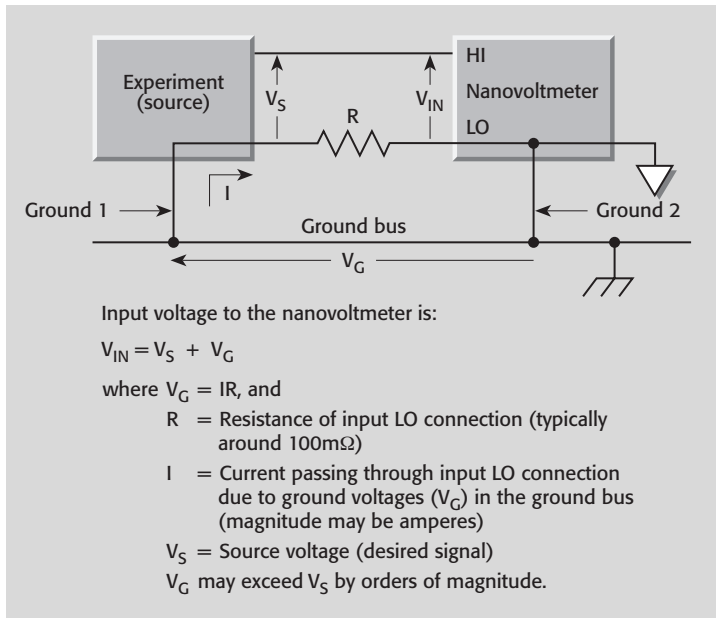 Experiment
(source)
V_S
V_IN
R
HI
Nanovoltmeter
LO
I
Ground 1
Ground bus
Ground 2
V_G
Input voltage to the nanovoltmeter is:
V_IN = V_S + V_G
where V_G = IR, and
R = Resistance of input LO connection (typically
around 100mΩ)
I = Current passing through input LO connection
due to ground voltages (V_G) in the ground bus
(magnitude may be amperes)
V_S = Source voltage (desired signal)
V_G may exceed V_S by orders of magnitude.